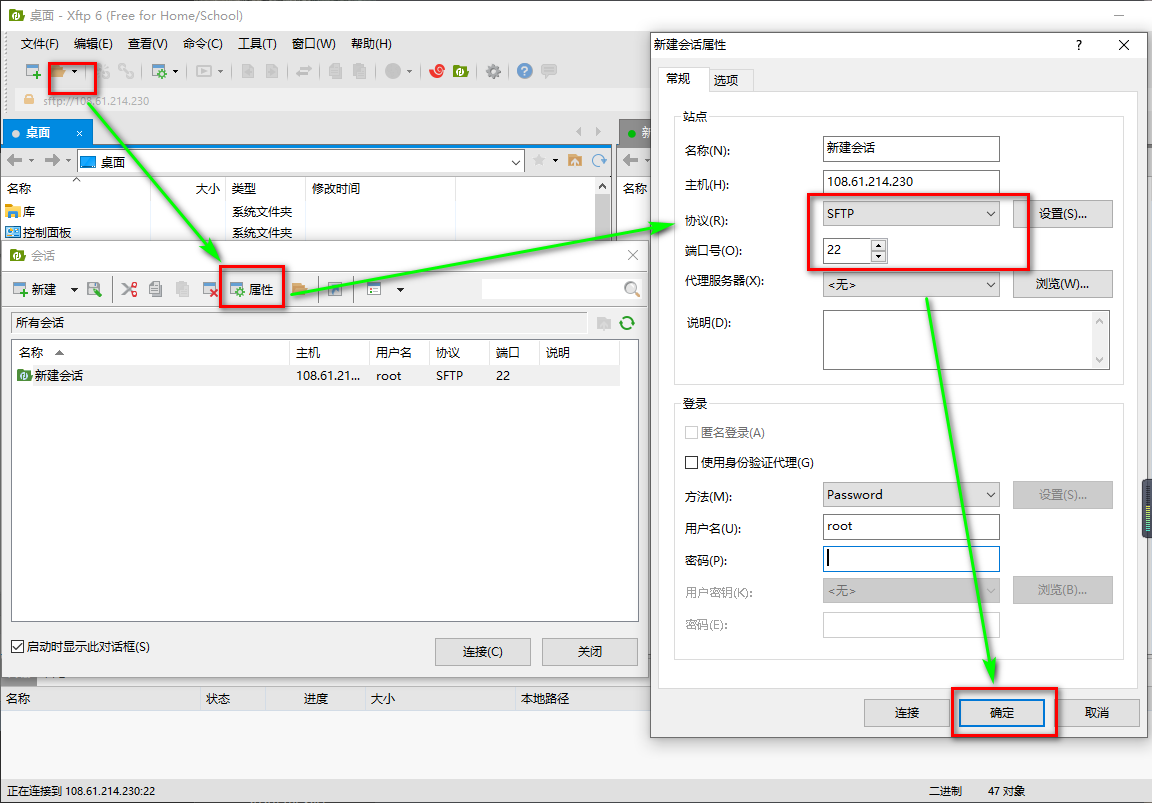 桌面 - Xftp 6 (Free for Home/School)
文件(F) 编辑(E) 查看(V) 命令(C) 工具(T) 窗口(W) 帮助(H)
sftp://108.61.214.230
桌面 ×
新
桌面
名称 大小 类型 修改时间
名称
库 系统文件夹
控制面板 系统文件夹
会话
新建 属性
所有会话
名称 主机 用户名 协议 端口 说明
新建会话 108.61.21... root SFTP 22
启动时显示此对话框(S)
连接(C) 关闭
名称 状态 进度 大小 本地路径
正在连接到 108.61.214.230:22 二进制 47 对象
新建会话属性 ?
常规 选项
站点
名称(N): 新建会话
主机(H): 108.61.214.230
协议(R): SFTP 设置(S)...
端口号(O): 22
代理服务器(X): <无> 浏览(W)...
说明(D):
登录
匿名登录(A)
使用身份验证代理(G)
方法(M): Password 设置(S)...
用户名(U): root
密码(P):
用户密钥(K): <无> 浏览(B)...
密码(E):
连接 确定 取消